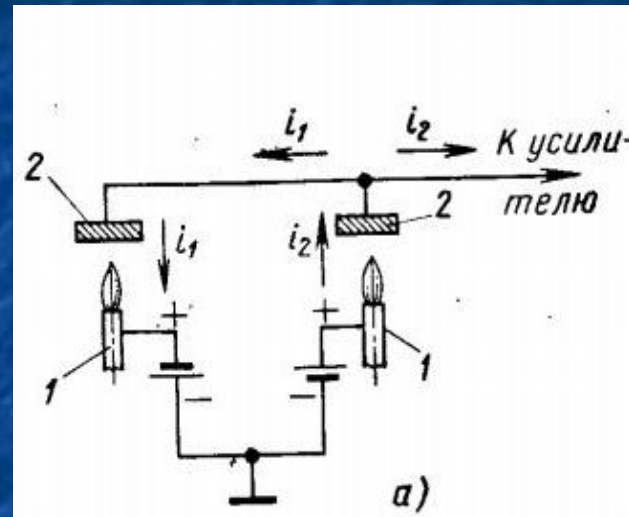 i₁ i₂ К усили-
2 2 телю
i₁ i₂
+ +
1 1
− −
а)